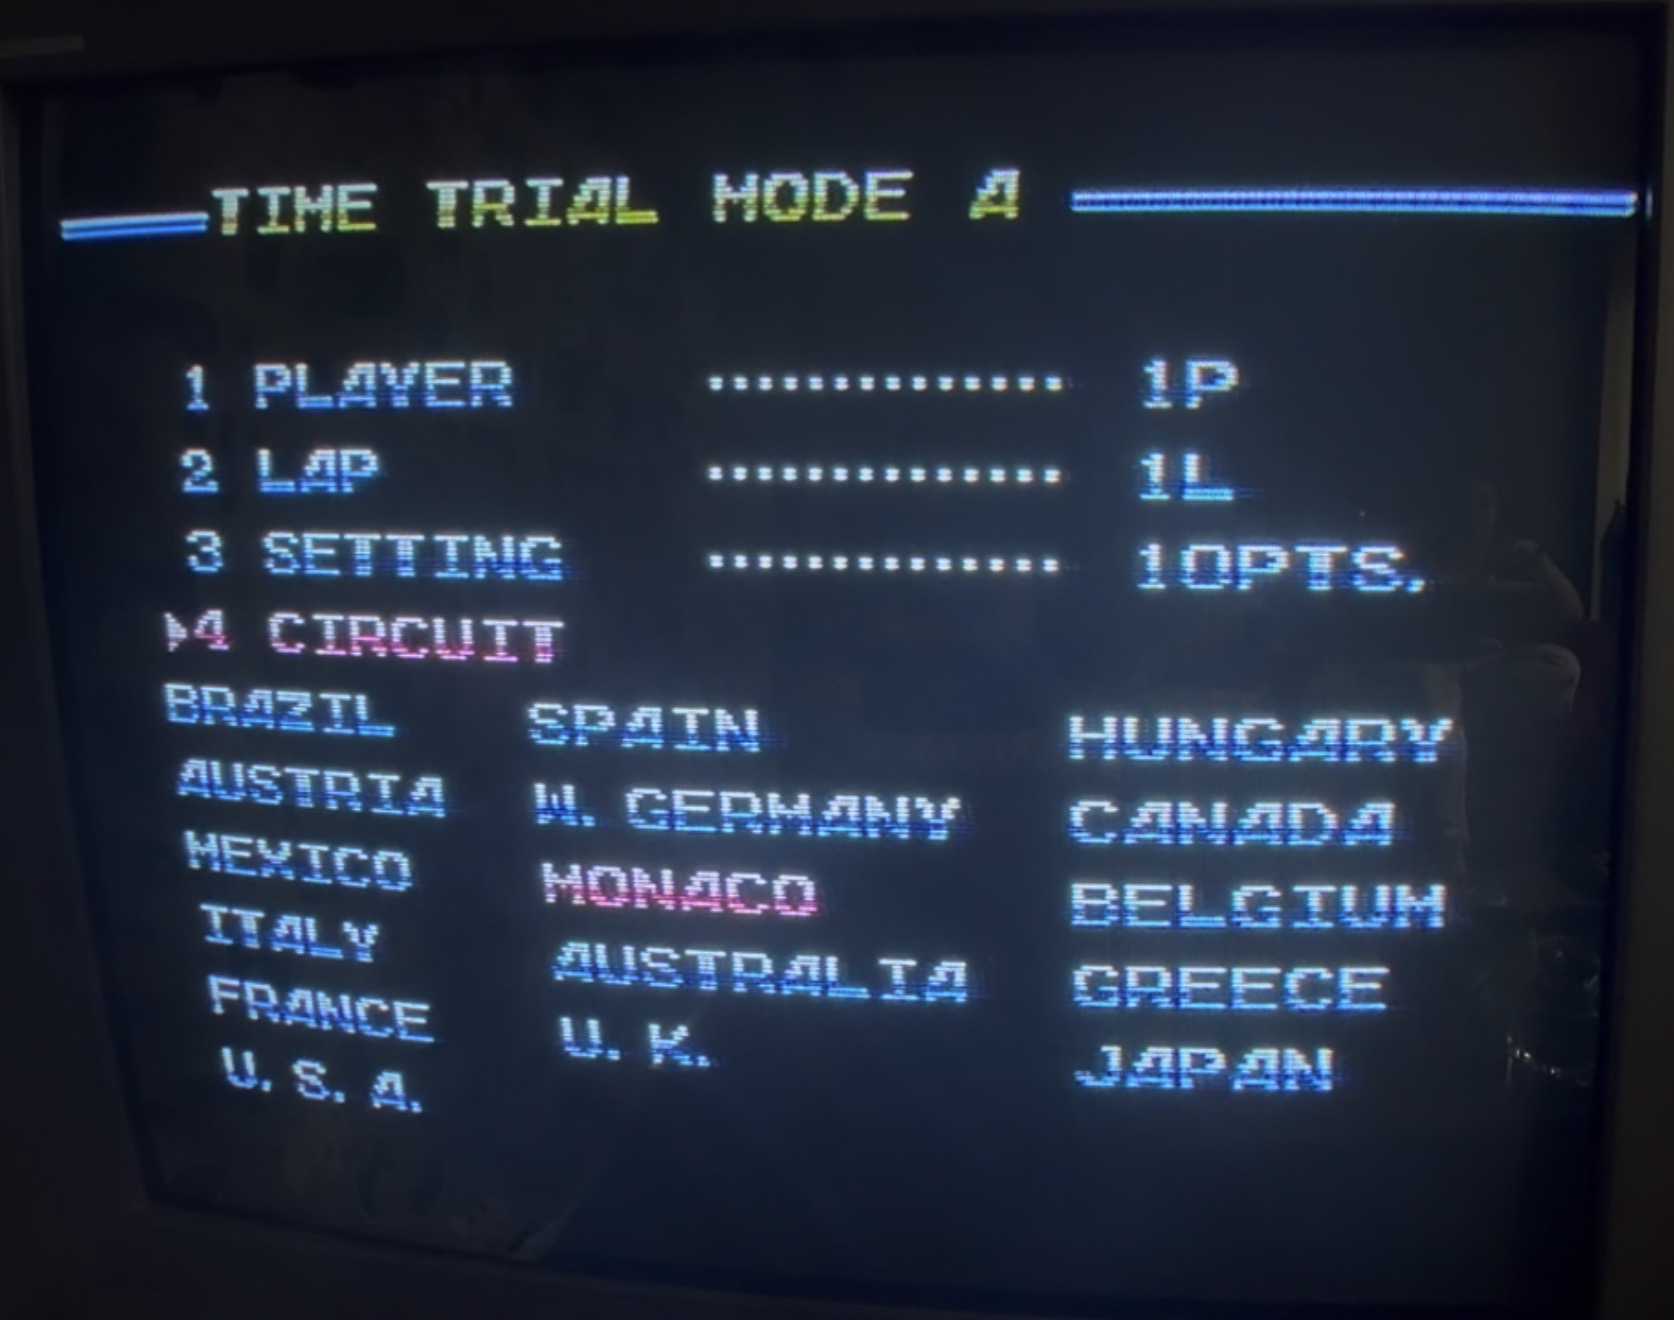 TIME TRIAL MODE A
1 PLAYER .............. 1P
2 LAP .............. 1L
3 SETTING .............. 10PTS.
▶4 CIRCUIT
BRAZIL SPAIN HUNGARY
AUSTRIA W. GERMANY CANADA
MEXICO MONACO BELGIUM
ITALY AUSTRALIA GREECE
FRANCE U. K. JAPAN
U. S. A.